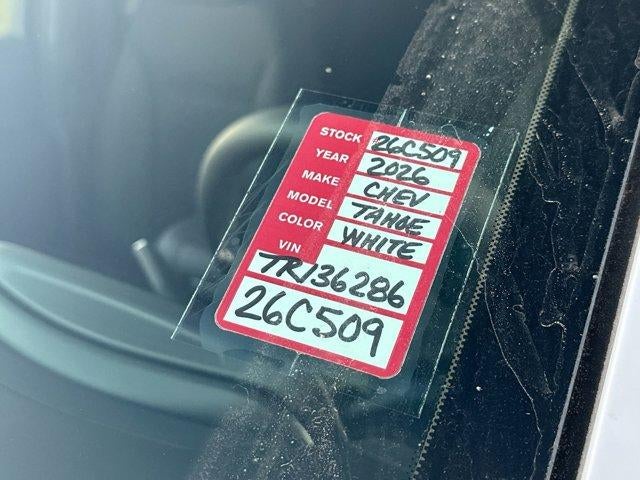 STOCK 26C509
YEAR 2026
MAKE CHEV
MODEL TAHOE
COLOR WHITE
VIN
TR136286
26C509